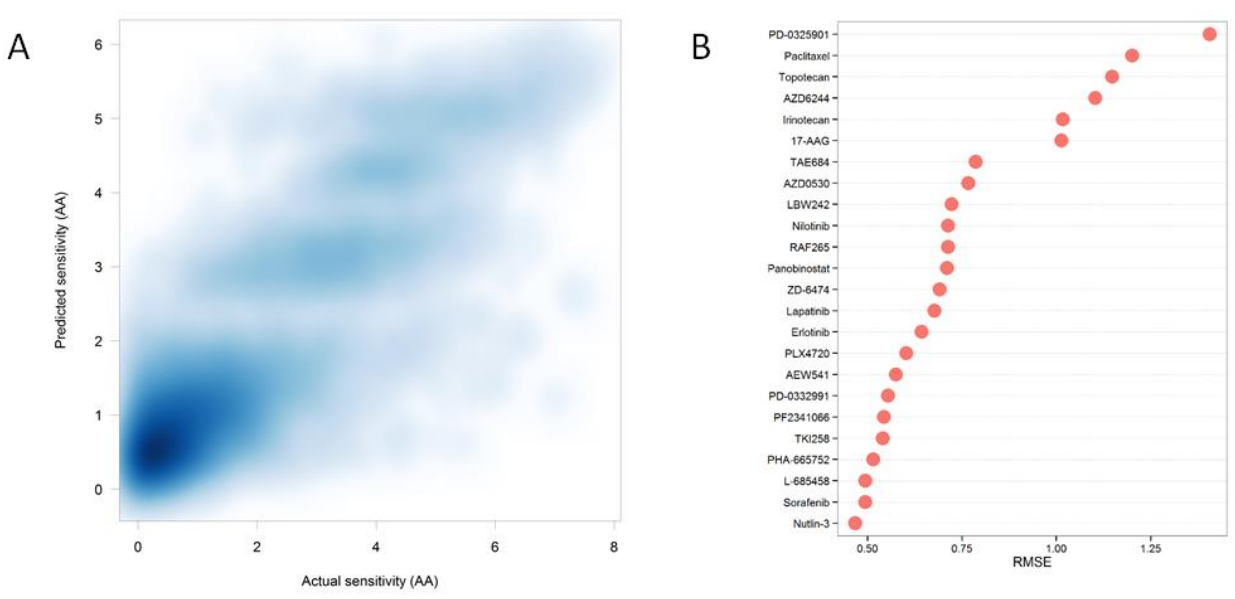 A
6
5
4
3
2
1
0
Predicted sensitivity (AA)
0 2 4 6 8
Actual sensitivity (AA)
B
PD-0325901
Paclitaxel
Topotecan
AZD6244
Irinotecan
17-AAG
TAE684
AZD0530
LBW242
Nilotinib
RAF265
Panobinostat
ZD-6474
Lapatinib
Erlotinib
PLX4720
AEW541
PD-0332991
PF2341066
TKI258
PHA-665752
L-685458
Sorafenib
Nutlin-3
0.50 0.75 1.00 1.25
RMSE